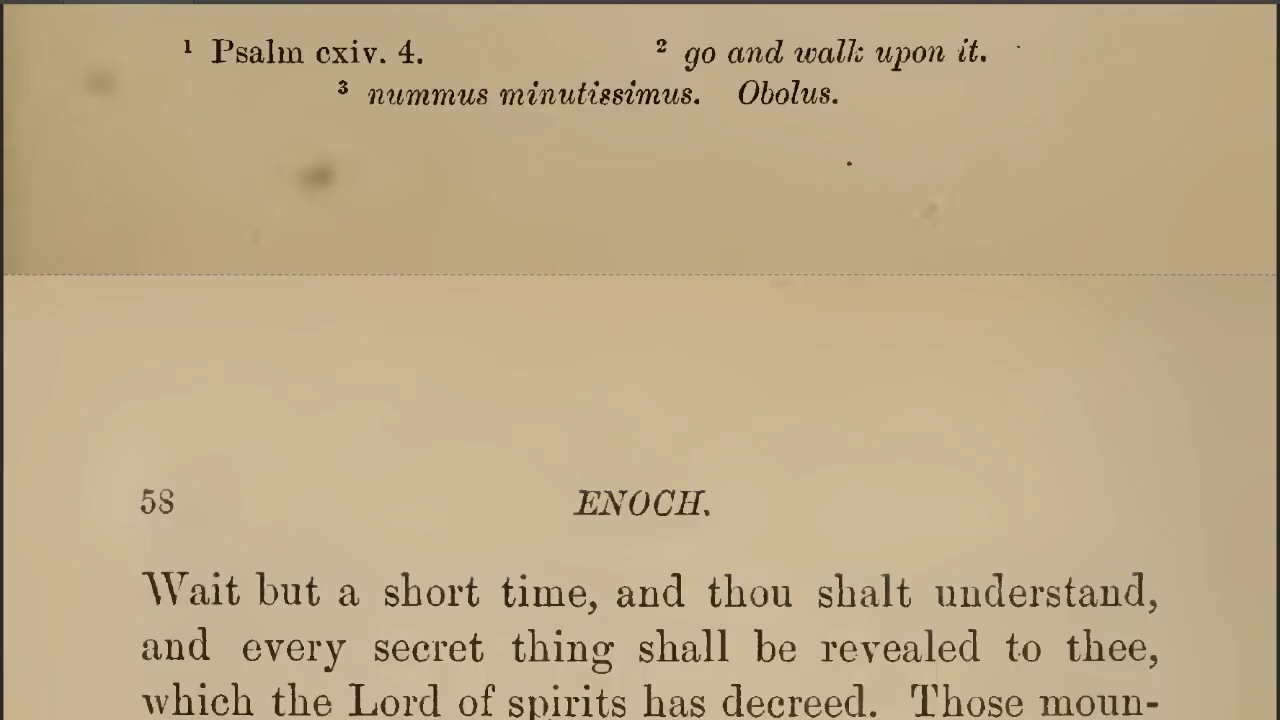 ¹ Psalm cxiv. 4. ² go and walk upon it.
³ nummus minutissimus. Obolus.
58 ENOCH.
Wait but a short time, and thou shalt understand,
and every secret thing shall be revealed to thee,
which the Lord of spirits has decreed. Those moun-